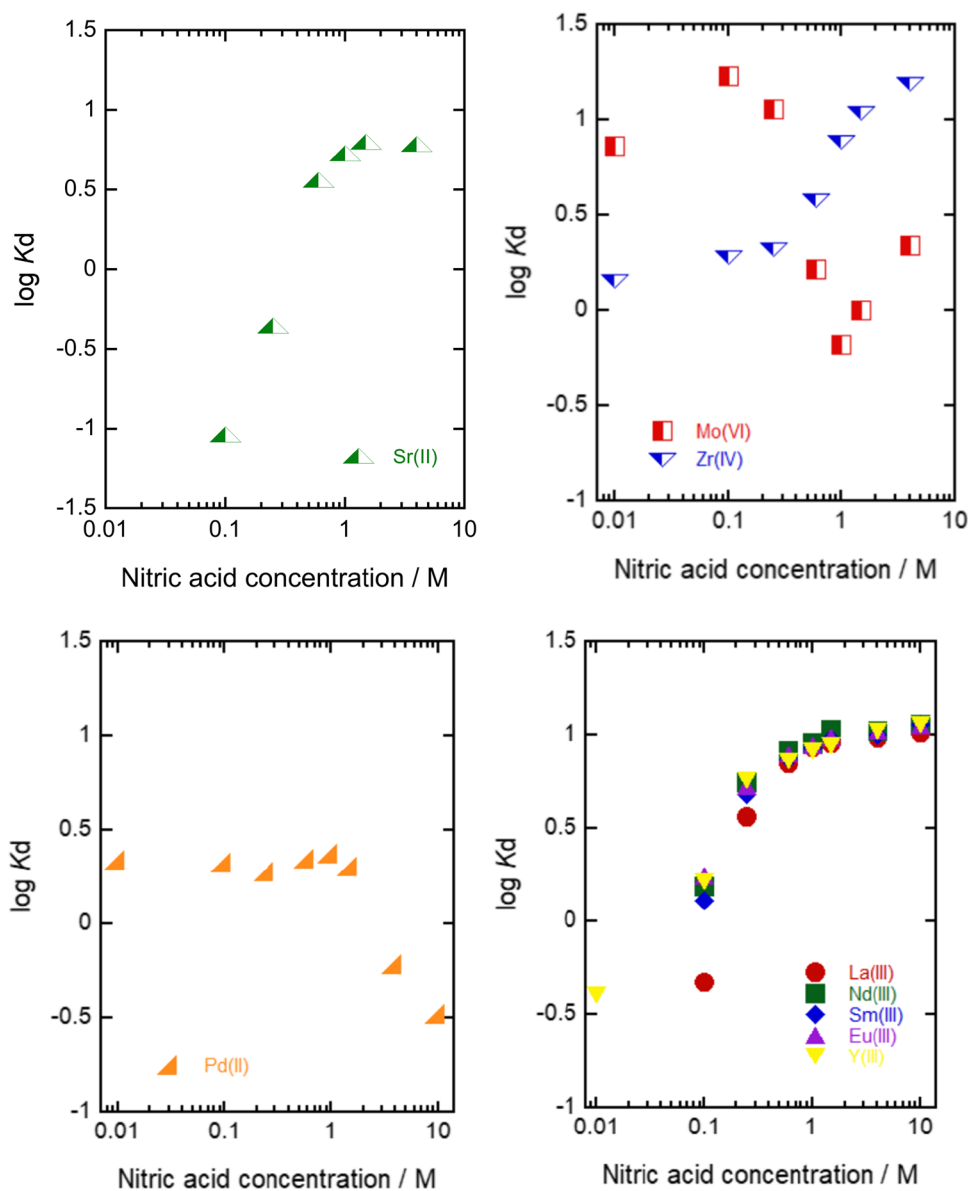 1.5
1
0.5
0
-0.5
-1
-1.5
log Kd
Sr(II)
0.01 0.1 1 10
Nitric acid concentration / M
1.5
1
0.5
0
-0.5
-1
log Kd
Mo(VI)
Zr(IV)
0.01 0.1 1 10
Nitric acid concentration / M
1.5
1
0.5
0
-0.5
-1
log Kd
Pd(II)
0.01 0.1 1 10
Nitric acid concentration / M
1.5
1
0.5
0
-0.5
-1
log Kd
La(III)
Nd(III)
Sm(III)
Eu(III)
Y(III)
0.01 0.1 1 10
Nitric acid concentration / M